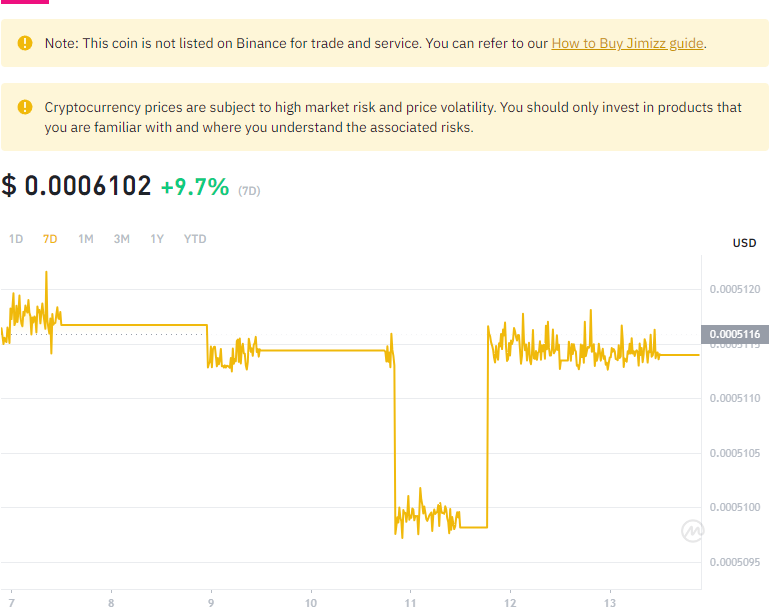 Note: This coin is not listed on Binance for trade and service. You can refer to our How to Buy Jimizz guide.
Cryptocurrency prices are subject to high market risk and price volatility. You should only invest in products that
you are familiar with and where you understand the associated risks.
$ 0.0006102 +9.7% (7D)
1D 7D 1M 3M 1Y YTD
USD
0.0005120
0.0005116
0.0005115
0.0005110
0.0005105
0.0005100
0.0005095
7 8 9 10 11 12 13